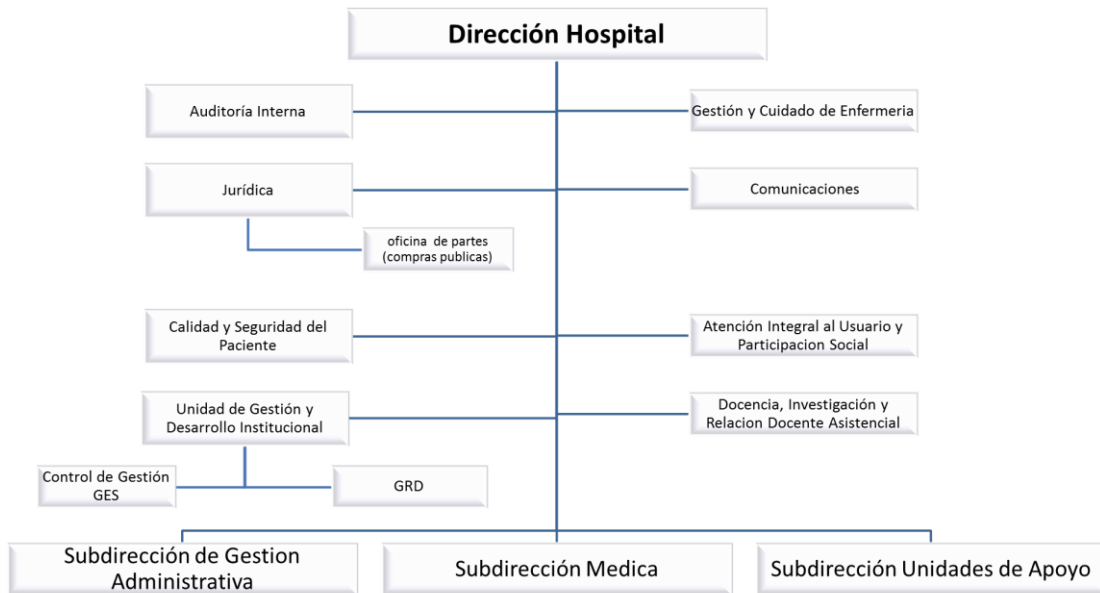 Dirección Hospital
Auditoría Interna
Gestión y Cuidado de Enfermeria
Jurídica
Comunicaciones
oficina de partes
(compras publicas)
Calidad y Seguridad del
Paciente
Atención Integral al Usuario y
Participacion Social
Unidad de Gestión y
Desarrollo Institucional
Docencia, Investigación y
Relacion Docente Asistencial
Control de Gestión
GES
GRD
Subdirección de Gestion
Administrativa
Subdirección Medica
Subdirección Unidades de Apoyo